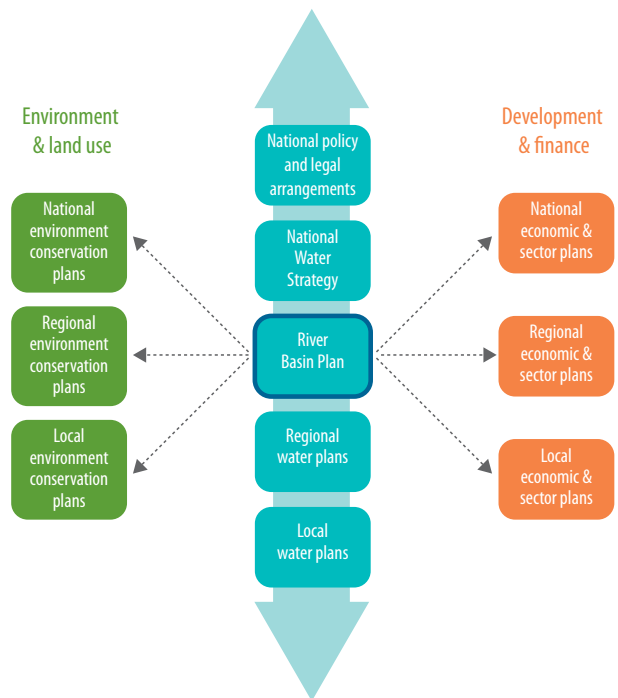 Environment
& land use
National
environment
conservation
plans
Regional
environment
conservation
plans
Local
environment
conservation
plans
National policy
and legal
arrangements
National
Water
Strategy
River
Basin Plan
Regional
water plans
Local
water plans
Development
& finance
National
economic &
sector plans
Regional
economic &
sector plans
Local
economic &
sector plans